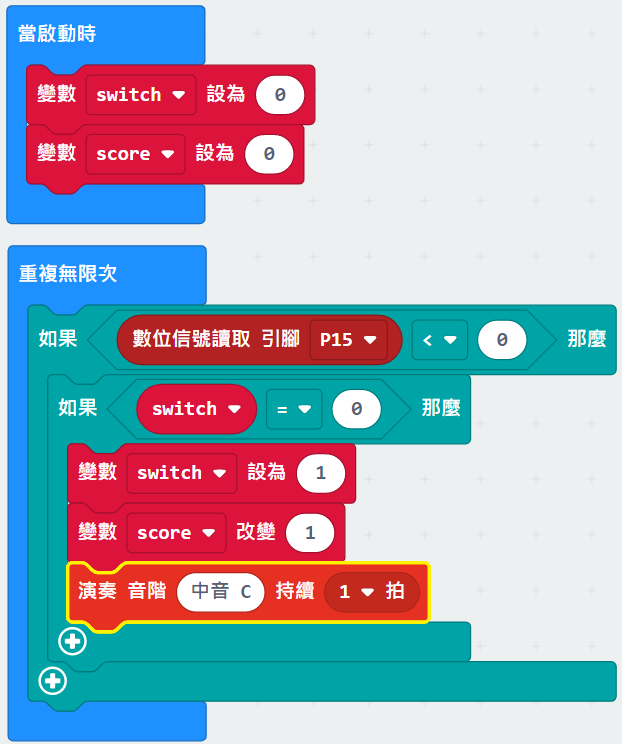 當啟動時
變數 switch 設為 0
變數 score 設為 0
重複無限次
如果 數位信號讀取 引腳 P15 < 0 那麼
如果 switch = 0 那麼
變數 switch 設為 1
變數 score 改變 1
演奏 音階 中音 C 持續 1 拍